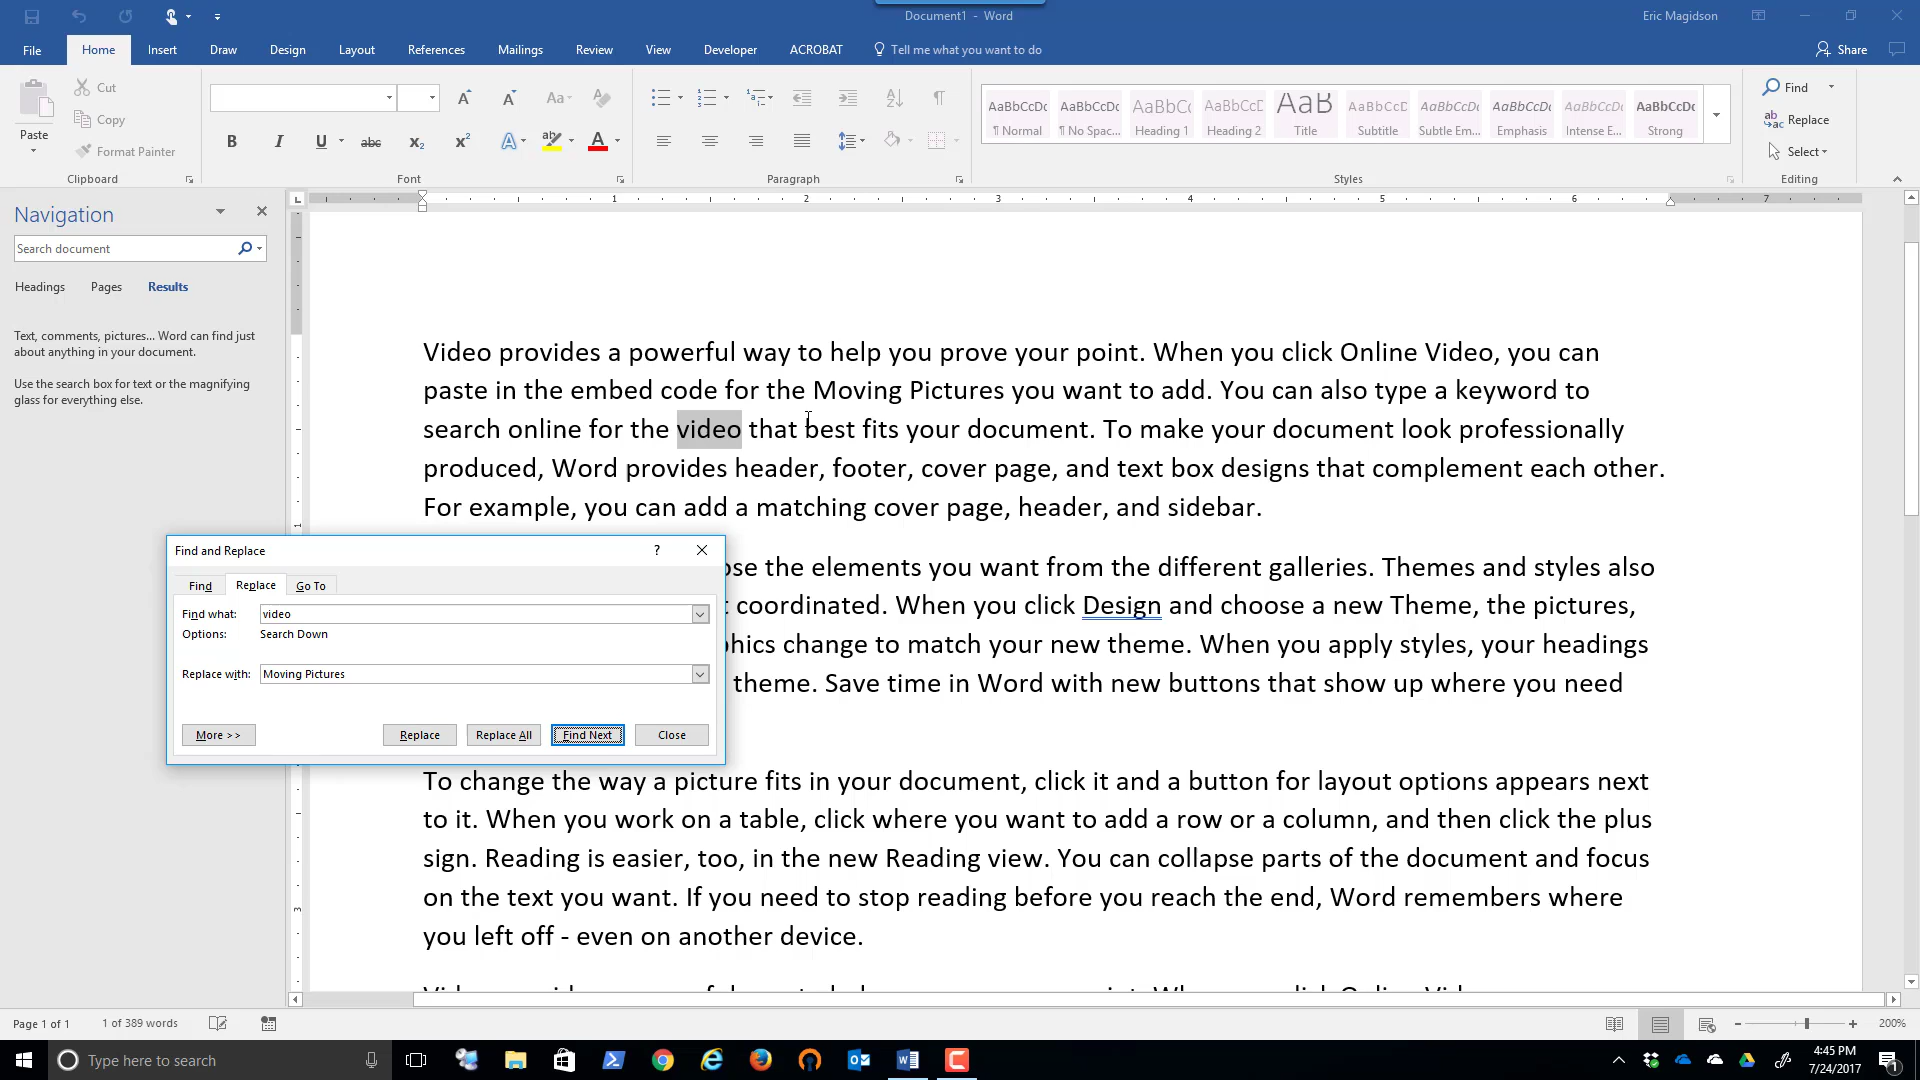 Document1 - Word
Eric Magidson
File
Home
Insert
Draw
Design
Layout
References
Mailings
Review
View
Developer
ACROBAT
Tell me what you want to do
Share
Paste
Cut
Copy
Format Painter
Clipboard
Aa
B I U abc X₂ X² A ab A
Font
Paragraph
AaBbCcDc AaBbCcDc AaBbC( AaBbCcE AaB AaBbCcD AaBbCcDc AaBbCcDc AaBbCcDc AaBbCcDc
¶ Normal
¶ No Spac...
Heading 1
Heading 2
Title
Subtitle
Subtle Em...
Emphasis
Intense E...
Strong
Styles
Find
Replace
Select
Editing
Navigation
Search document
Headings
Pages
Results
Text, comments, pictures... Word can find just
about anything in your document.
Use the search box for text or the magnifying
glass for everything else.
1 2 3 4 5 6 7
Video provides a powerful way to help you prove your point. When you click Online Video, you can
paste in the embed code for the Moving Pictures you want to add. You can also type a keyword to
search online for the video that best fits your document. To make your document look professionally
produced, Word provides header, footer, cover page, and text box designs that complement each other.
For example, you can add a matching cover page, header, and sidebar.
ose the elements you want from the different galleries. Themes and styles also
coordinated. When you click Design and choose a new Theme, the pictures,
hics change to match your new theme. When you apply styles, your headings
theme. Save time in Word with new buttons that show up where you need
Find and Replace
? ×
Find
Replace
Go To
Find what:
video
Options:
Search Down
Replace with:
Moving Pictures
More >>
Replace
Replace All
Find Next
Close
To change the way a picture fits in your document, click it and a button for layout options appears next
to it. When you work on a table, click where you want to add a row or a column, and then click the plus
sign. Reading is easier, too, in the new Reading view. You can collapse parts of the document and focus
on the text you want. If you need to stop reading before you reach the end, Word remembers where
you left off - even on another device.
Page 1 of 1
1 of 389 words
200%
Type here to search
4:45 PM
7/24/2017
1